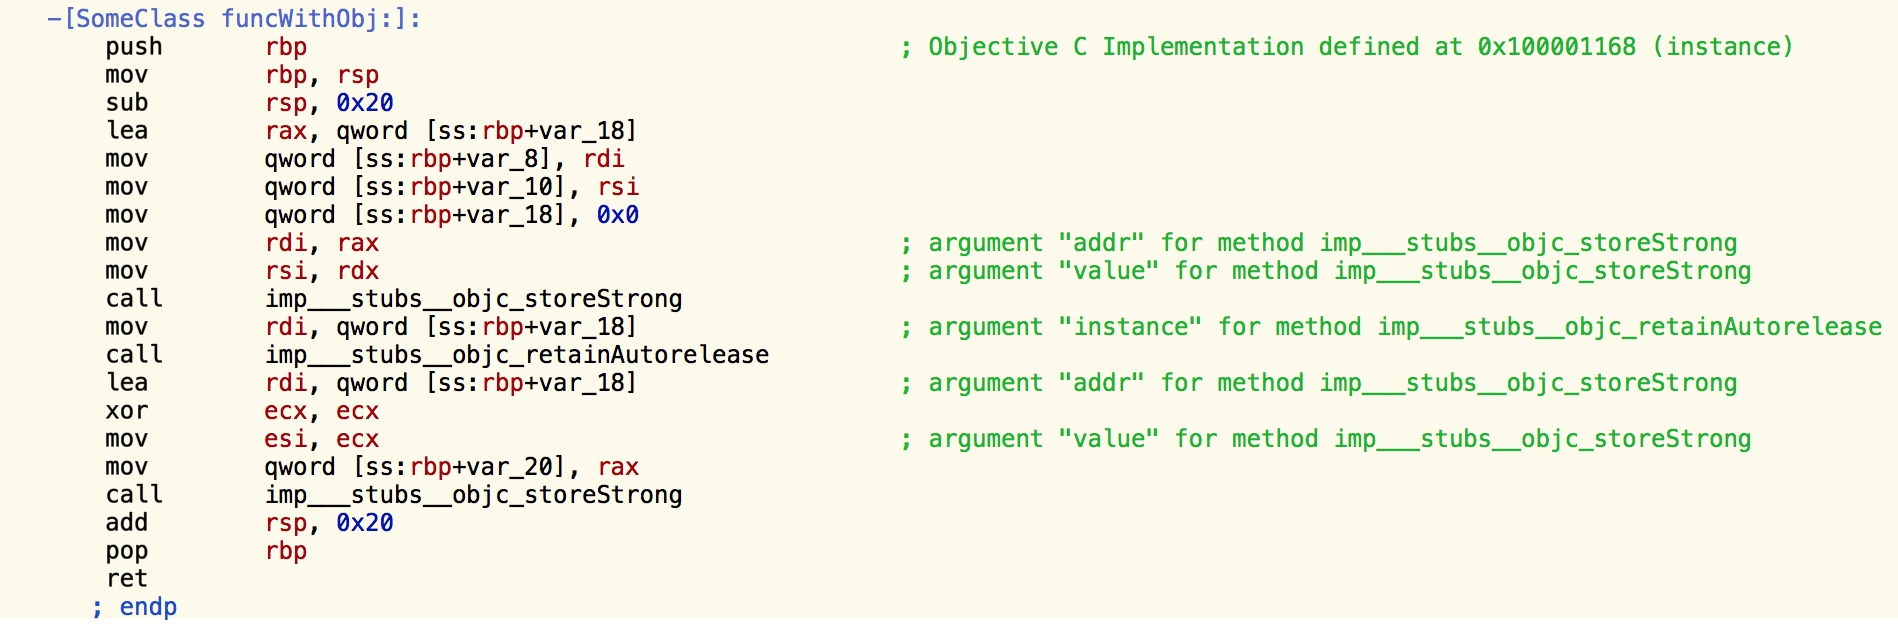 -[SomeClass funcWithObj:]:
push rbp ; Objective C Implementation defined at 0x100001168 (instance)
mov rbp, rsp
sub rsp, 0x20
lea rax, qword [ss:rbp+var_18]
mov qword [ss:rbp+var_8], rdi
mov qword [ss:rbp+var_10], rsi
mov qword [ss:rbp+var_18], 0x0
mov rdi, rax ; argument "addr" for method imp___stubs__objc_storeStrong
mov rsi, rdx ; argument "value" for method imp___stubs__objc_storeStrong
call imp___stubs__objc_storeStrong
mov rdi, qword [ss:rbp+var_18] ; argument "instance" for method imp___stubs__objc_retainAutorelease
call imp___stubs__objc_retainAutorelease
lea rdi, qword [ss:rbp+var_18] ; argument "addr" for method imp___stubs__objc_storeStrong
xor ecx, ecx
mov esi, ecx ; argument "value" for method imp___stubs__objc_storeStrong
mov qword [ss:rbp+var_20], rax
call imp___stubs__objc_storeStrong
add rsp, 0x20
pop rbp
ret
; endp